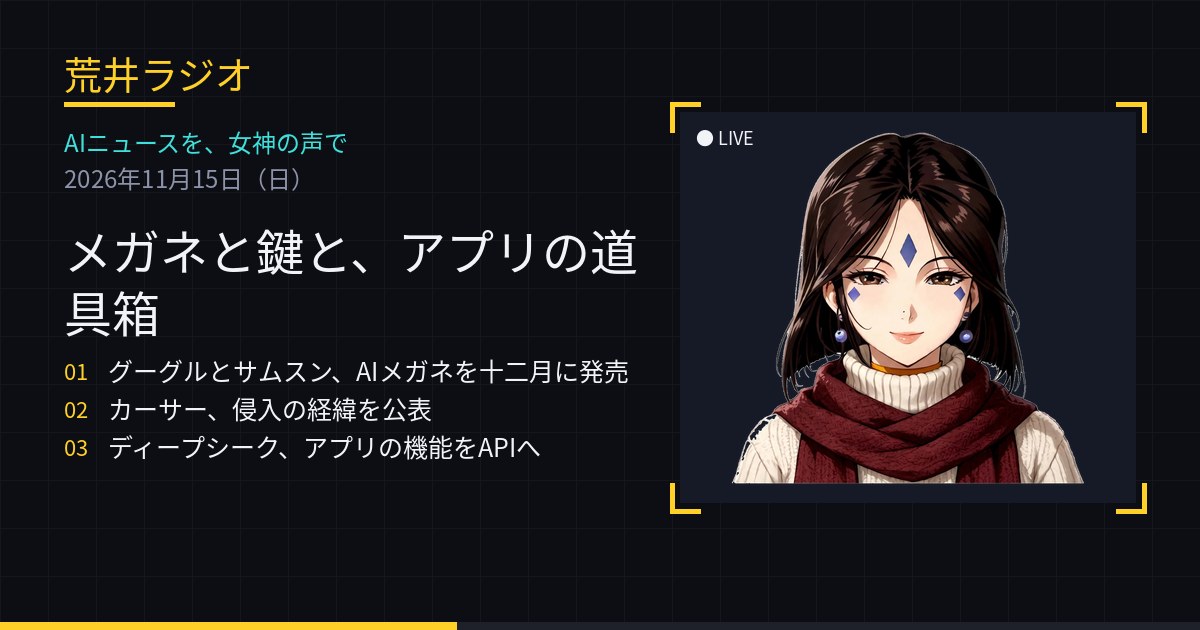 荒井ラジオ
AIニュースを、女神の声で
2026年11月15日（日）
メガネと鍵と、アプリの道
具箱
01 グーグルとサムスン、AIメガネを十二月に発売
02 カーサー、侵入の経緯を公表
03 ディープシーク、アプリの機能をAPIへ
LIVE